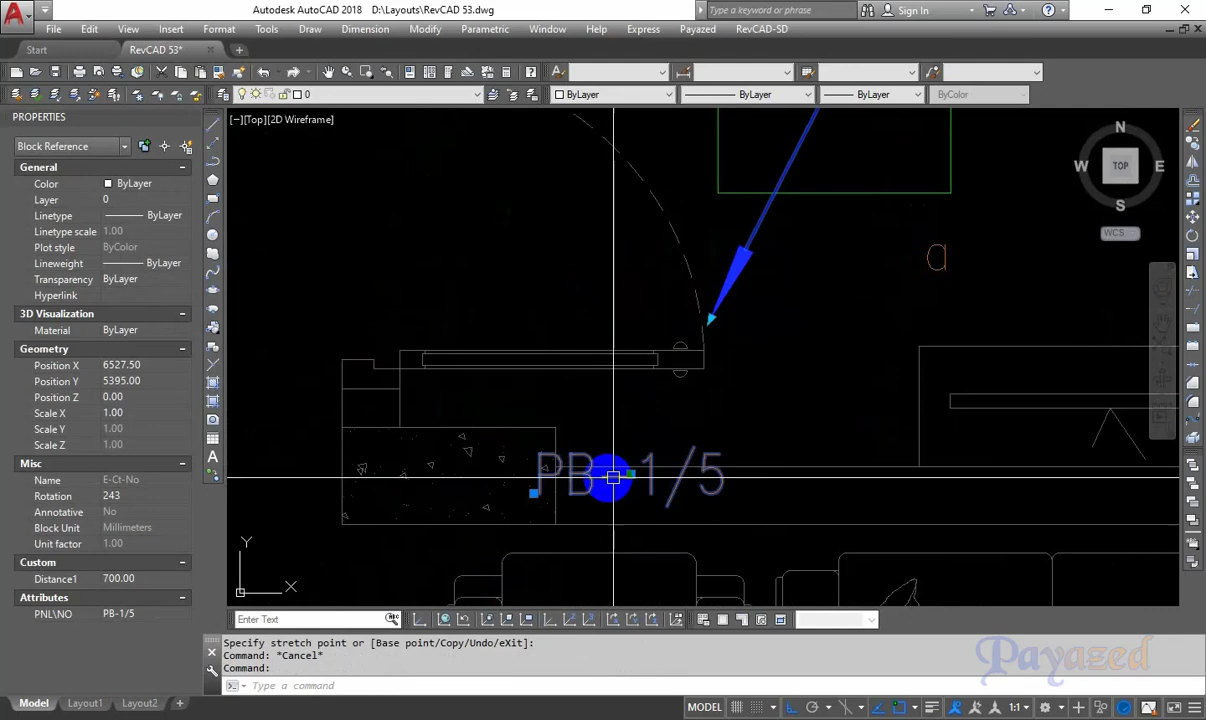 Autodesk AutoCAD 2018 D:\Layouts\RevCAD 53.dwg
Type a keyword or phrase
Sign In
File Edit View Insert Format Tools Draw Dimension Modify Parametric Window Help Express Payazed RevCAD-SD
Start
RevCAD 53*
0
ByLayer
ByLayer
ByLayer
ByColor
PROPERTIES
[−][Top][2D Wireframe]
Block Reference
General
Color ByLayer
Layer 0
Linetype ByLayer
Linetype scale 1.00
Plot style ByColor
Lineweight ByLayer
Transparency ByLayer
Hyperlink
3D Visualization
Material ByLayer
Geometry
Position X 6527.50
Position Y 5395.00
Position Z 0.00
Scale X 1.00
Scale Y 1.00
Scale Z 1.00
Misc
Name E-Ct-No
Rotation 243
Annotative No
Block Unit Millimeters
Unit factor 1.00
Custom
Distance1 700.00
Attributes
PNL\NO PB-1/5
N
W
TOP
E
S
WCS
PB-1/5
Y
X
Enter Text
Specify stretch point or [Base point/Copy/Undo/eXit]:
Command: *Cancel*
Command:
Type a command
Payazed
Model
Layout1
Layout2
MODEL
1:1